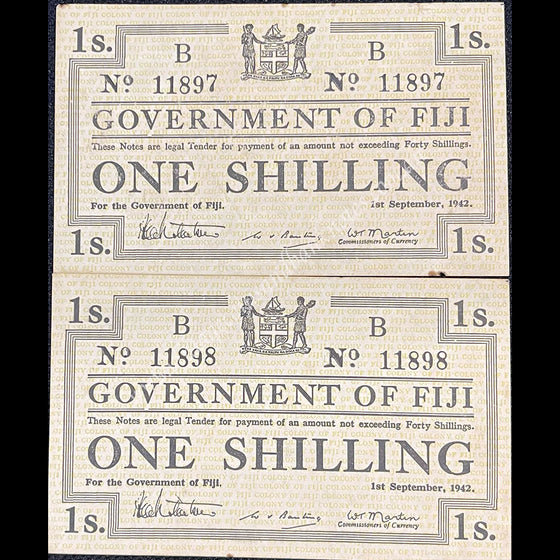 1s. 1s.
B B
Nº 11897 Nº 11897
GOVERNMENT OF FIJI
These Notes are legal Tender for payment of an amount not exceeding Forty Shillings.
ONE SHILLING
For the Government of Fiji. 1st September, 1942.
W R Martin
Commissioners of Currency
1s. 1s.
1s. 1s.
B B
Nº 11898 Nº 11898
GOVERNMENT OF FIJI
These Notes are legal Tender for payment of an amount not exceeding Forty Shillings.
ONE SHILLING
For the Government of Fiji. 1st September, 1942.
W R Martin
Commissioners of Currency
1s. 1s.